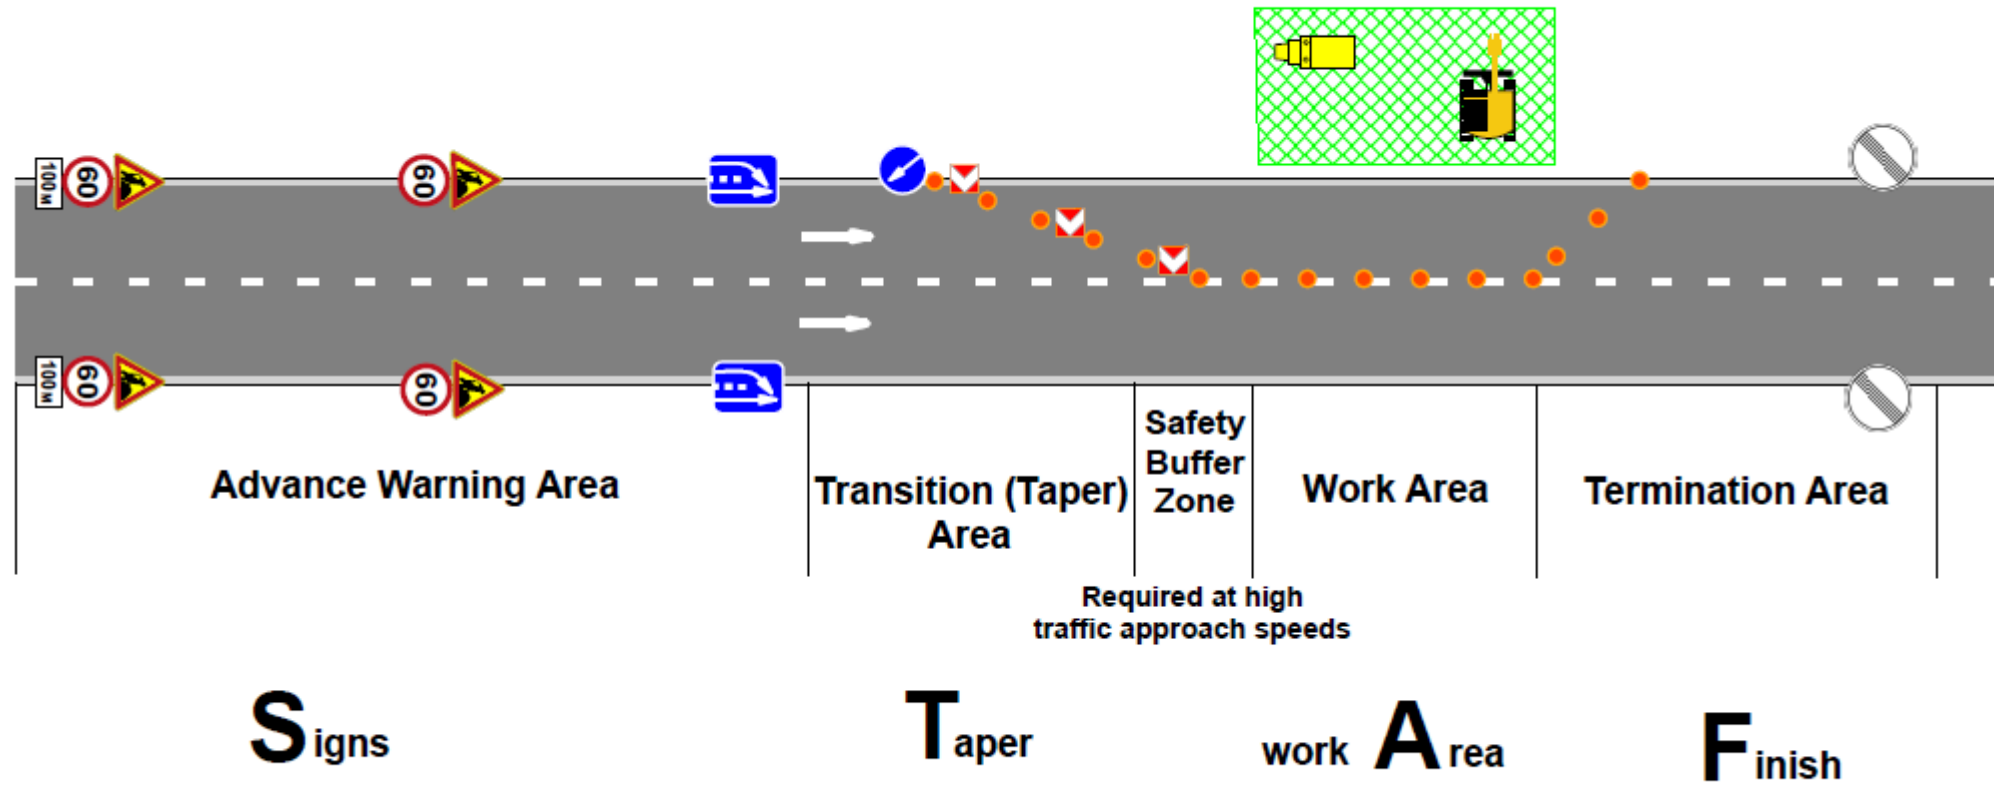 100 M
60
60
100 M
60
60
Advance Warning Area
Transition (Taper)
Area
Safety
Buffer
Zone
Work Area
Termination Area
Required at high
traffic approach speeds
Signs
Taper
work Area
Finish